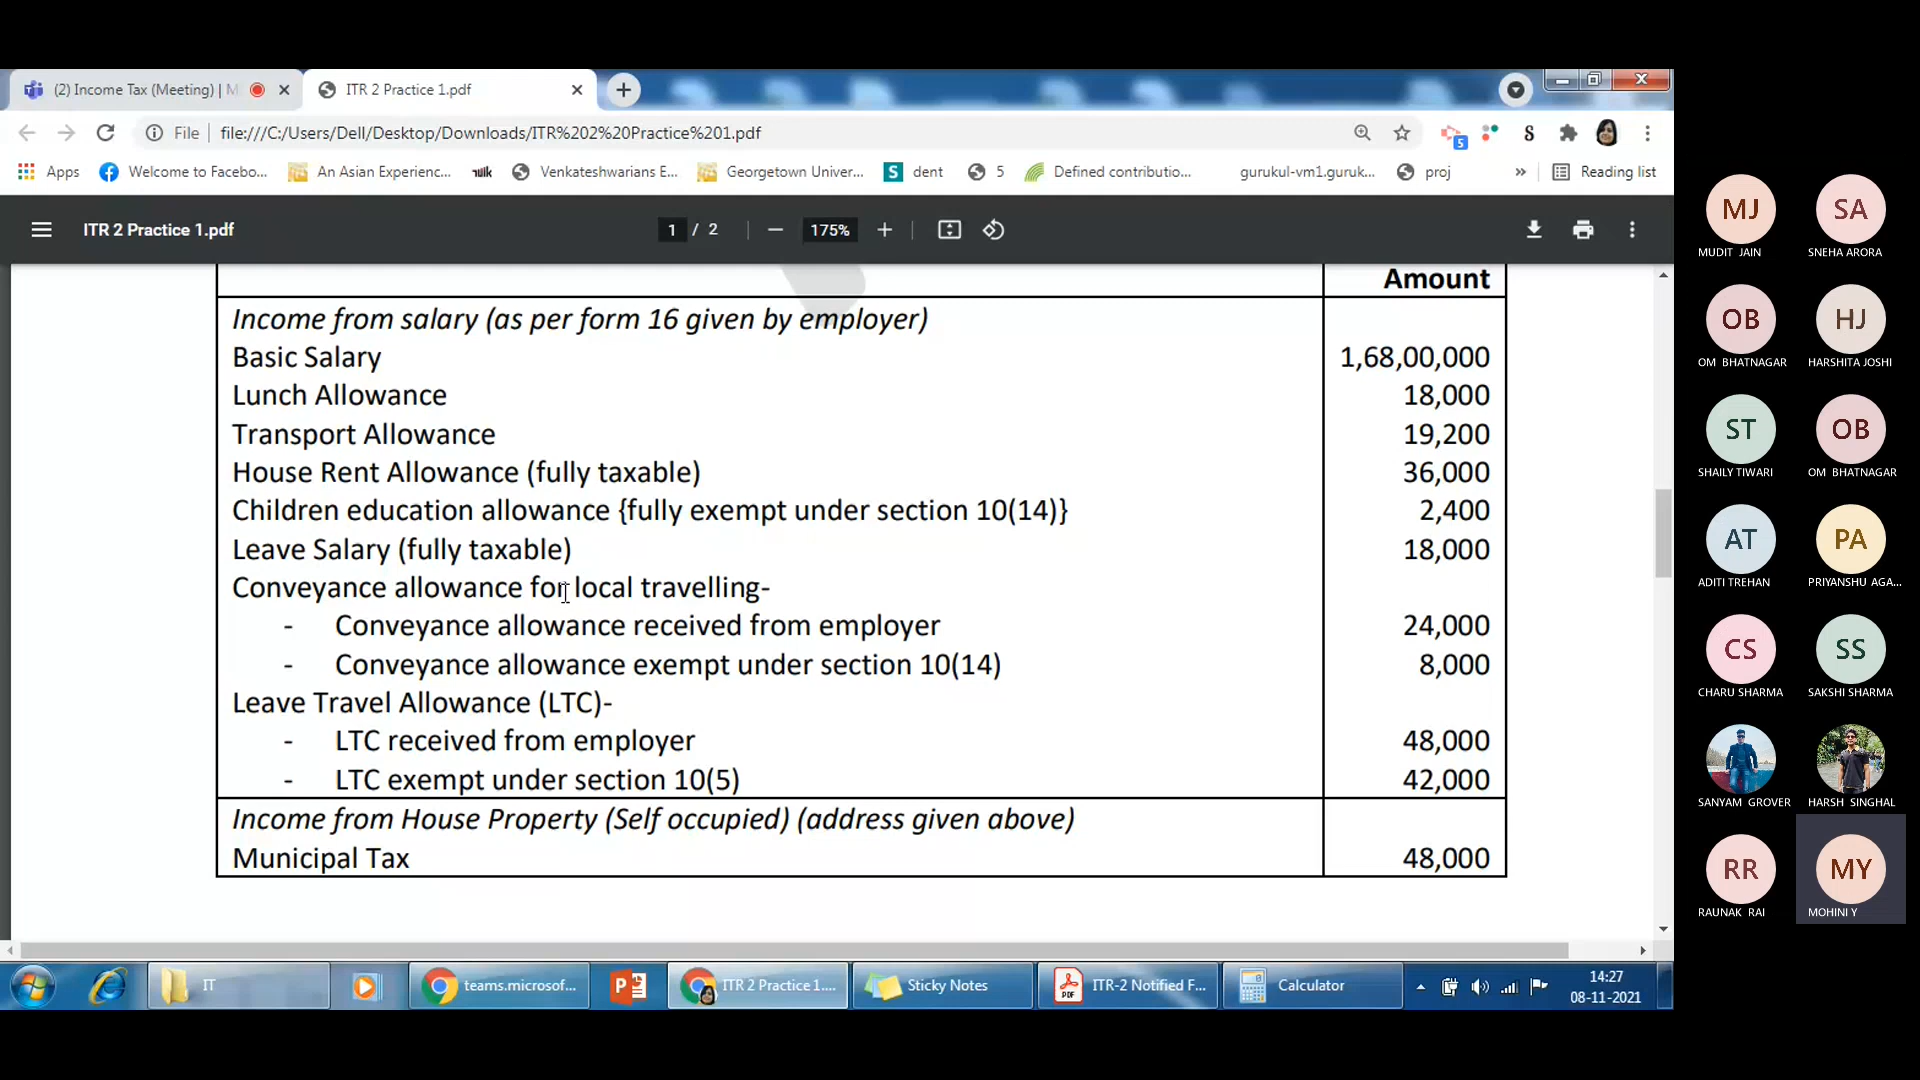 (2) Income Tax (Meeting) | M
ITR 2 Practice 1.pdf
File
file:///C:/Users/Dell/Desktop/Downloads/ITR%202%20Practice%201.pdf
5
S
Apps
Welcome to Facebo...
An Asian Experienc...
Venkateshwarians E...
Georgetown Univer...
S dent
5
Defined contributio...
gurukul-vm1.guruk...
proj
»
Reading list
ITR 2 Practice 1.pdf
1 / 2
175%
Amount
Income from salary (as per form 16 given by employer)
Basic Salary 1,68,00,000
Lunch Allowance 18,000
Transport Allowance 19,200
House Rent Allowance (fully taxable) 36,000
Children education allowance {fully exempt under section 10(14)} 2,400
Leave Salary (fully taxable) 18,000
Conveyance allowance for local travelling-
- Conveyance allowance received from employer 24,000
- Conveyance allowance exempt under section 10(14) 8,000
Leave Travel Allowance (LTC)-
- LTC received from employer 48,000
- LTC exempt under section 10(5) 42,000
Income from House Property (Self occupied) (address given above)
Municipal Tax 48,000
IT
teams.microsof...
ITR 2 Practice 1....
Sticky Notes
ITR-2 Notified F...
Calculator
14:27
08-11-2021
MJ
MUDIT JAIN
SA
SNEHA ARORA
OB
OM BHATNAGAR
HJ
HARSHITA JOSHI
ST
SHAILY TIWARI
OB
OM BHATNAGAR
AT
ADITI TREHAN
PA
PRIYANSHU AGA...
CS
CHARU SHARMA
SS
SAKSHI SHARMA
SANYAM GROVER
HARSH SINGHAL
RR
RAUNAK RAI
MY
MOHINI Y